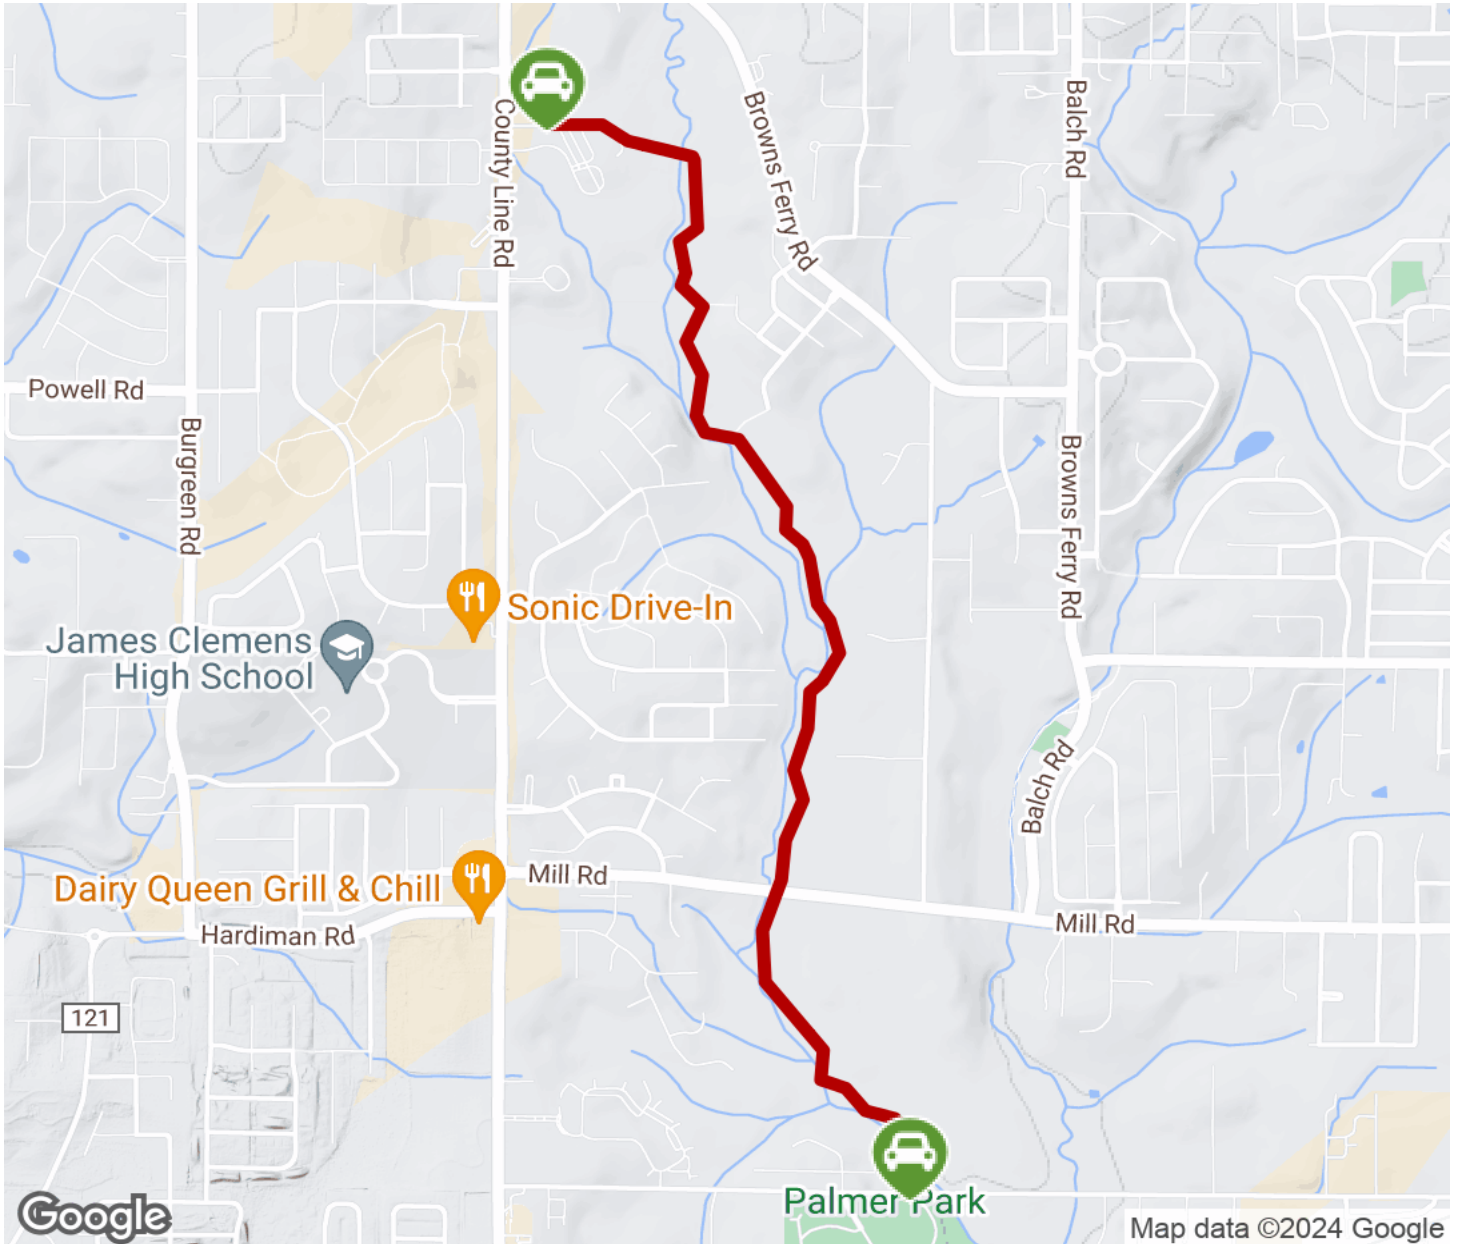 County Line Rd
Browns Ferry Rd
Balch Rd
Powell Rd
Burgreen Rd
Browns Ferry Rd
Sonic Drive-In
James Clemens
High School
Balch Rd
Mill Rd
Dairy Queen Grill & Chill
Hardiman Rd
Mill Rd
121
Palmer Park
Google
Map data ©2024 Google